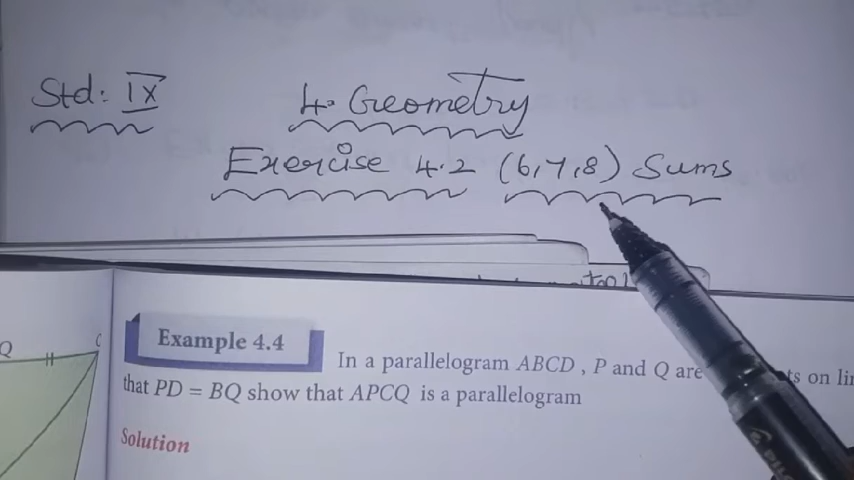 Std: IX
4. Geometry
Exercise 4.2 (6,7,8) Sums
Q
C
Example 4.4
In a parallelogram ABCD , P and Q are on
that PD = BQ show that APCQ is a parallelogram
Solution